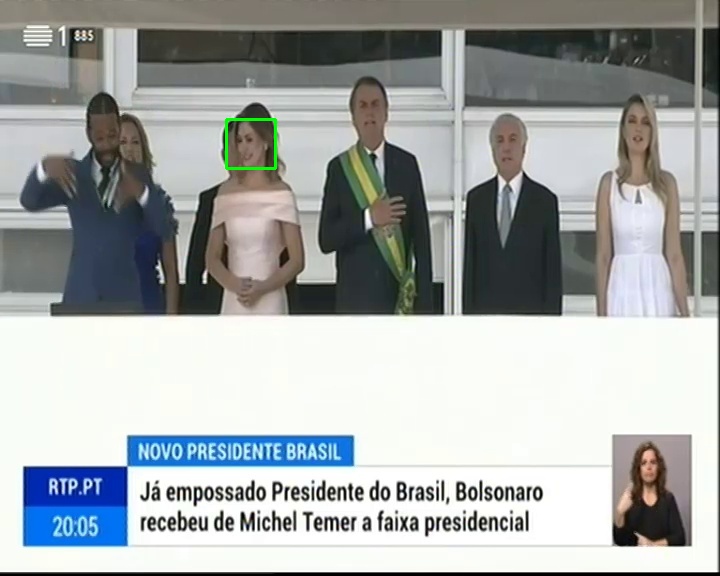 1 885
NOVO PRESIDENTE BRASIL
RTP.PT
Já empossado Presidente do Brasil, Bolsonaro
20:05
recebeu de Michel Temer a faixa presidencial